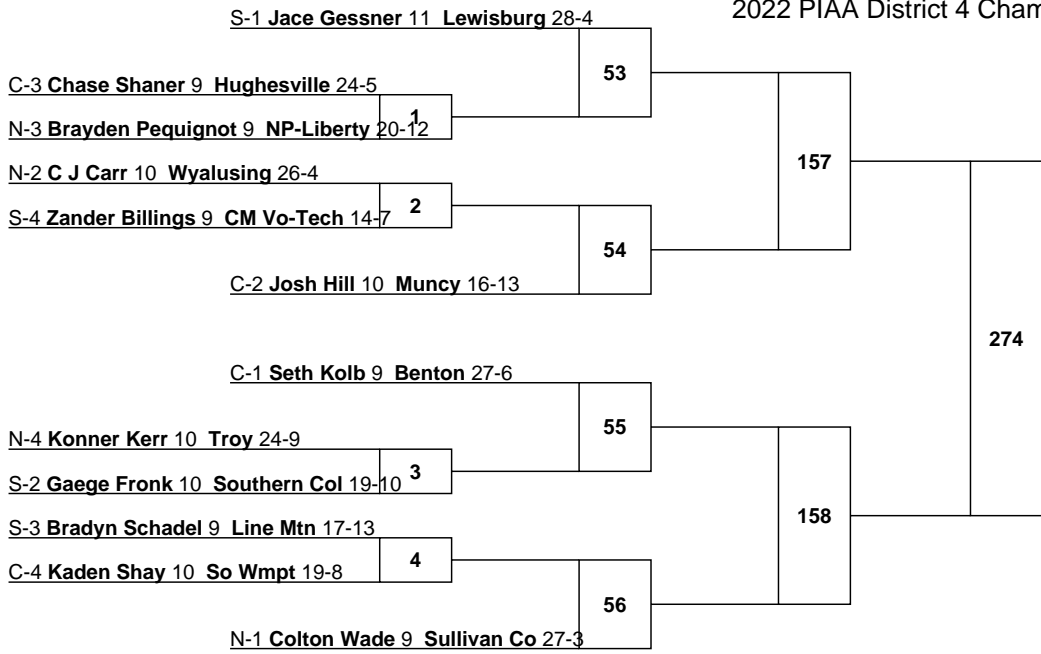 2022 PIAA District 4 Cham
S-1 Jace Gessner 11 Lewisburg 28-4
53
C-3 Chase Shaner 9 Hughesville 24-5
1
N-3 Brayden Pequignot 9 NP-Liberty 20-12
157
N-2 C J Carr 10 Wyalusing 26-4
2
S-4 Zander Billings 9 CM Vo-Tech 14-7
54
C-2 Josh Hill 10 Muncy 16-13
274
C-1 Seth Kolb 9 Benton 27-6
55
N-4 Konner Kerr 10 Troy 24-9
3
S-2 Gaege Fronk 10 Southern Col 19-10
158
S-3 Bradyn Schadel 9 Line Mtn 17-13
4
C-4 Kaden Shay 10 So Wmpt 19-8
56
N-1 Colton Wade 9 Sullivan Co 27-3